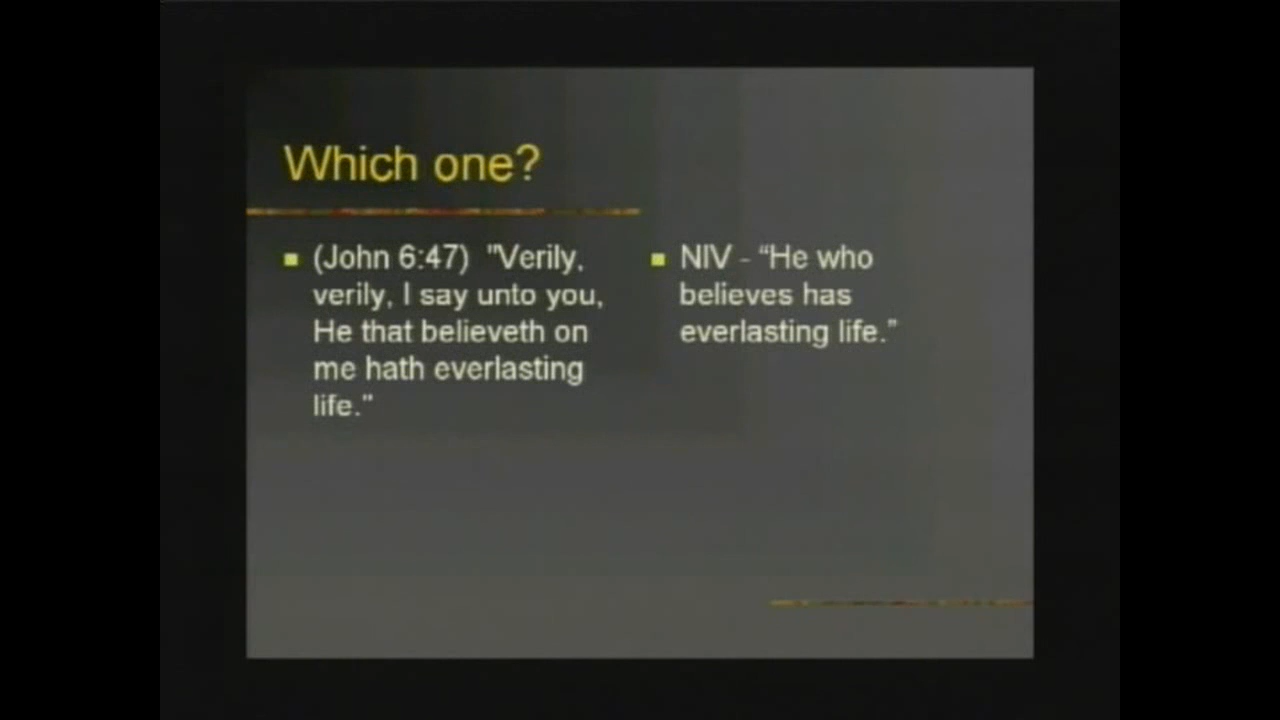 Which one?
(John 6:47)  "Verily,
verily, I say unto you,
He that believeth on
me hath everlasting
life."
NIV - “He who
believes has
everlasting life.”